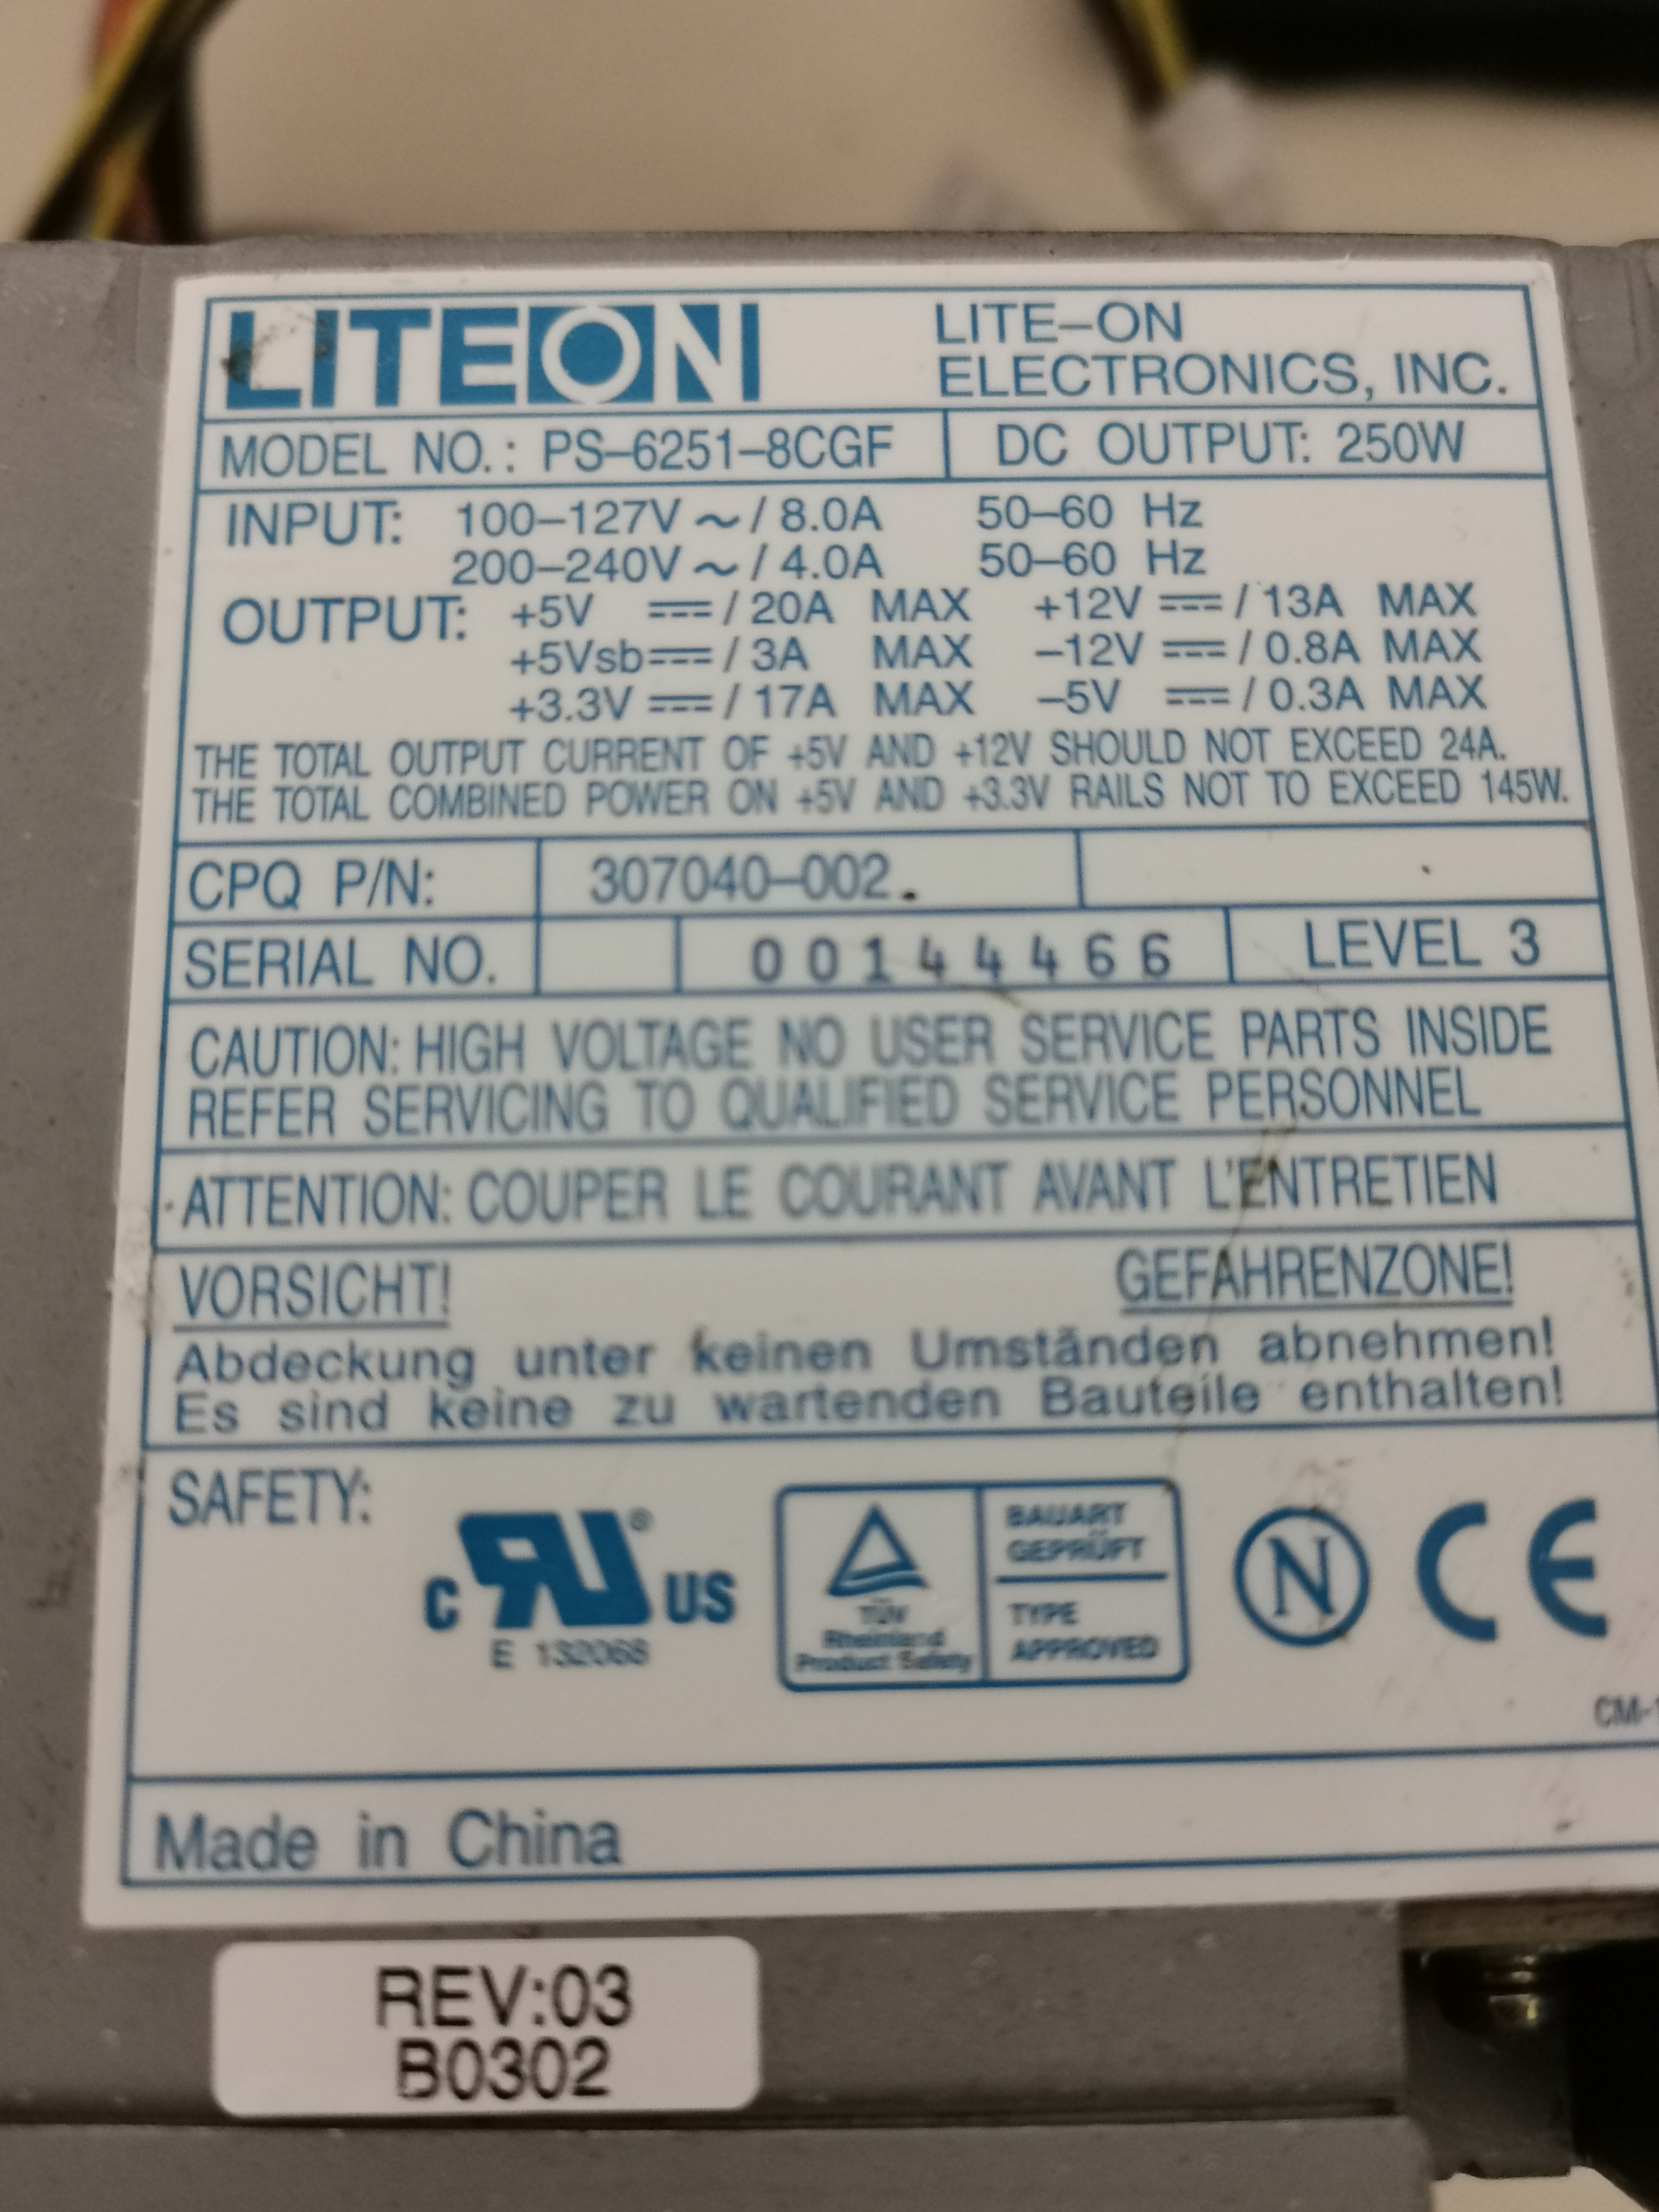 LITEON
LITE–ON
ELECTRONICS, INC.
MODEL NO.: PS–6251–8CGF DC OUTPUT: 250W
INPUT: 100–127V ~ / 8.0A 50–60 Hz
200–240V ~ / 4.0A 50–60 Hz
OUTPUT: +5V ⎓ / 20A MAX +12V ⎓ / 13A MAX
+5Vsb ⎓ / 3A MAX –12V ⎓ / 0.8A MAX
+3.3V ⎓ / 17A MAX –5V ⎓ / 0.3A MAX
THE TOTAL OUTPUT CURRENT OF +5V AND +12V SHOULD NOT EXCEED 24A.
THE TOTAL COMBINED POWER ON +5V AND +3.3V RAILS NOT TO EXCEED 145W.
CPQ P/N: 307040–002
SERIAL NO. 00144466 LEVEL 3
CAUTION: HIGH VOLTAGE NO USER SERVICE PARTS INSIDE
REFER SERVICING TO QUALIFIED SERVICE PERSONNEL
ATTENTION: COUPER LE COURANT AVANT L'ENTRETIEN
VORSICHT! GEFAHRENZONE!
Abdeckung unter keinen Umständen abnehmen!
Es sind keine zu wartenden Bauteile enthalten!
SAFETY:
C RU ® US
E 132068
TÜV
Rheinland
Product Safety
BAUART
GEPRÜFT
TYPE
APPROVED
N
CE
Made in China
REV:03
B0302